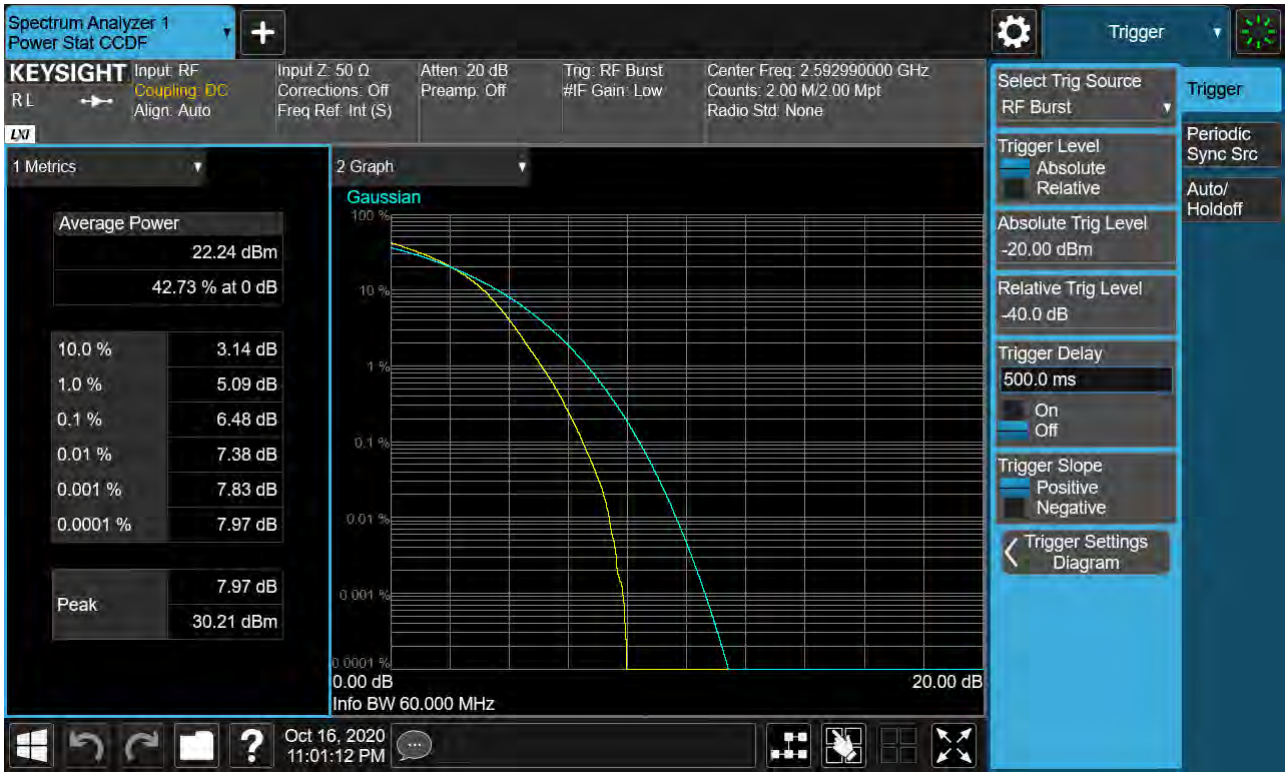 Spectrum Analyzer 1
Power Stat CCDF
+
Trigger
KEYSIGHT
RL
LXI
Input: RF
Coupling: DC
Align: Auto
Input Z: 50 Ω
Corrections: Off
Freq Ref: Int (S)
Atten: 20 dB
Preamp: Off
Trig: RF Burst
#IF Gain: Low
Center Freq: 2.592990000 GHz
Counts: 2.00 M/2.00 Mpt
Radio Std: None
1 Metrics
Average Power
22.24 dBm
42.73 % at 0 dB
10.0 % 3.14 dB
1.0 % 5.09 dB
0.1 % 6.48 dB
0.01 % 7.38 dB
0.001 % 7.83 dB
0.0001 % 7.97 dB
Peak
7.97 dB
30.21 dBm
2 Graph
Gaussian
100 %
10 %
1 %
0.1 %
0.01 %
0.001 %
0.0001 %
0.00 dB 20.00 dB
Info BW 60.000 MHz
Select Trig Source
RF Burst
Trigger Level
Absolute
Relative
Absolute Trig Level
-20.00 dBm
Relative Trig Level
-40.0 dB
Trigger Delay
500.0 ms
On
Off
Trigger Slope
Positive
Negative
Trigger Settings
Diagram
Trigger
Periodic
Sync Src
Auto/
Holdoff
?
Oct 16, 2020
11:01:12 PM